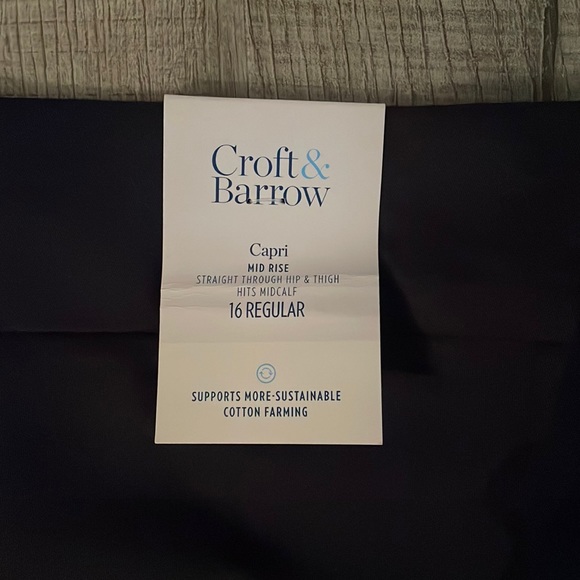 Croft &
Barrow
Capri
MID RISE
STRAIGHT THROUGH HIP & THIGH
HITS MIDCALF
16 REGULAR
SUPPORTS MORE-SUSTAINABLE
COTTON FARMING